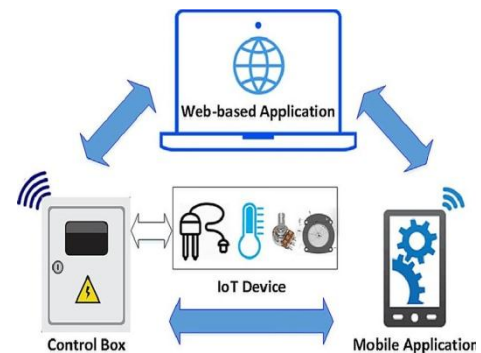 Web-based Application
IoT Device
Control Box
Mobile Application